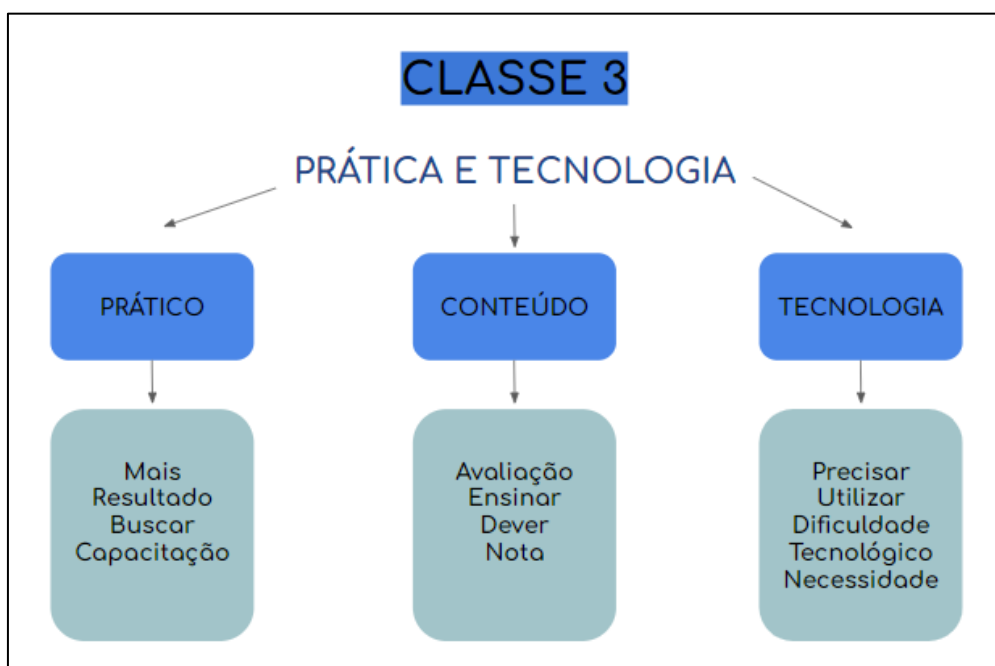 CLASSE 3
PRÁTICA E TECNOLOGIA
PRÁTICO
CONTEÚDO
TECNOLOGIA
Mais
Resultado
Buscar
Capacitação
Avaliação
Ensinar
Dever
Nota
Precisar
Utilizar
Dificuldade
Tecnológico
Necessidade